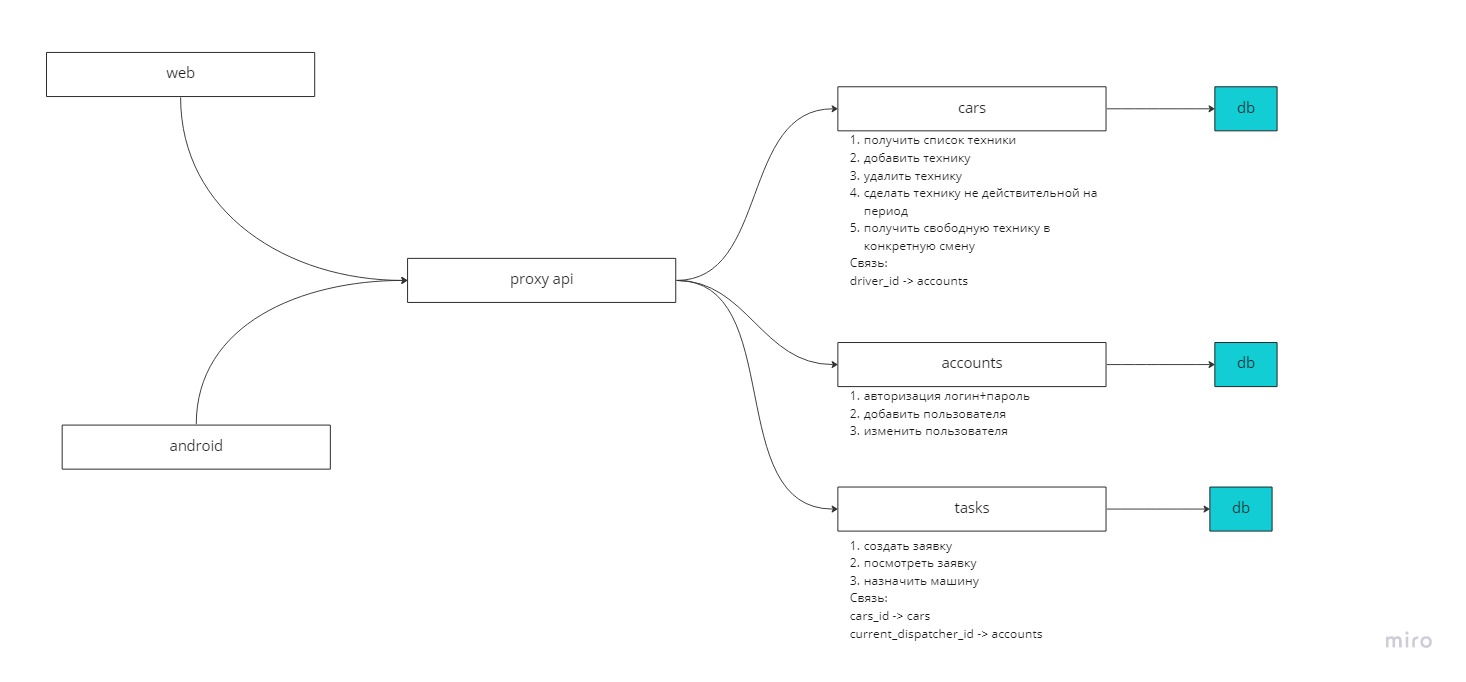 web
cars
db
1. получить список техники
2. добавить технику
3. удалить технику
4. сделать технику не действительной на
период
5. получить свободную технику в
конкретную смену
Связь:
driver_id -> accounts
proxy api
accounts
db
1. авторизация логин+пароль
2. добавить пользователя
3. изменить пользователя
android
tasks
db
1. создать заявку
2. посмотреть заявку
3. назначить машину
Связь:
cars_id -> cars
current_dispatcher_id -> accounts
miro